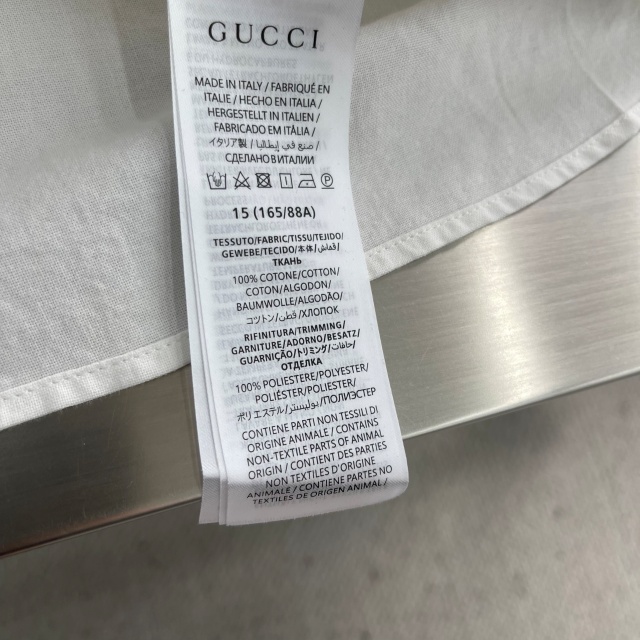 GUCCI
MADE IN ITALY / FABRIQUÉ EN
ITALIE / HECHO EN ITALIA /
HERGESTELLT IN ITALIEN /
FABRICADO EM ITÁLIA /
イタリア製 / صنع في إيطاليا /
СДЕЛАНО В ИТАЛИИ
15 (165/88A)
TESSUTO/FABRIC/TISSU/TEJIDO/
GEWEBE/TECIDO/本体/قماش/
ТКАНЬ
100% COTONE/COTTON/
COTON/ALGODON/
BAUMWOLLE/ALGODÃO/
コットン/قطن/ХЛОПОК
RIFINITURA/TRIMMING/
GARNITURE/ADORNO/BESATZ/
GUARNIÇÃO/トリミング/حافات/
ОТДЕЛКА
100% POLIESTERE/POLYESTER/
POLIÉSTER/POLYESTER/
ポリエステル/بوليستر/ПОЛИЭСТЕР
CONTIENE PARTI NON TESSILI DI
ORIGINE ANIMALE / CONTAINS
NON-TEXTILE PARTS OF ANIMAL
ORIGIN / CONTIENT DES PARTIES
NON TEXTILES D'ORIGINE
ANIMALE / CONTIENE PARTES NO
TEXTILES DE ORIGEN ANIMAL /